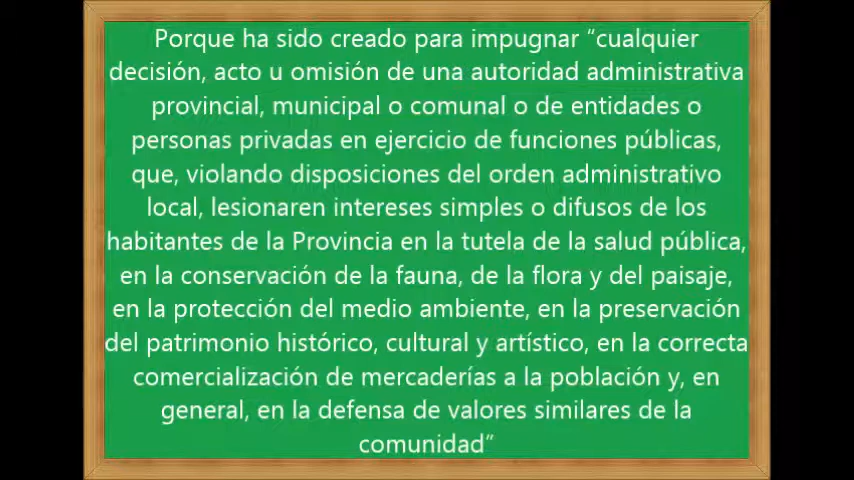 Porque ha sido creado para impugnar “cualquier
decisión, acto u omisión de una autoridad administrativa
provincial, municipal o comunal o de entidades o
personas privadas en ejercicio de funciones públicas,
que, violando disposiciones del orden administrativo
local, lesionaren intereses simples o difusos de los
habitantes de la Provincia en la tutela de la salud pública,
en la conservación de la fauna, de la flora y del paisaje,
en la protección del medio ambiente, en la preservación
del patrimonio histórico, cultural y artístico, en la correcta
comercialización de mercaderías a la población y, en
general, en la defensa de valores similares de la
comunidad”